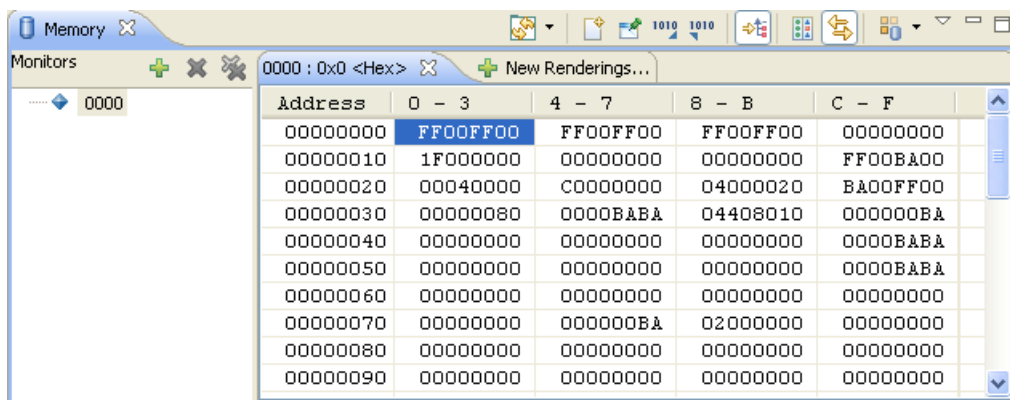 Memory
1010 1010
Monitors
0000 : 0x0 <Hex> New Renderings...
0000
Address 0 - 3 4 - 7 8 - B C - F
00000000 FF00FF00 FF00FF00 FF00FF00 00000000
00000010 1F000000 00000000 00000000 FF00BA00
00000020 00040000 C0000000 04000020 BA00FF00
00000030 00000080 0000BABA 04408010 000000BA
00000040 00000000 00000000 00000000 0000BABA
00000050 00000000 00000000 00000000 0000BABA
00000060 00000000 00000000 00000000 00000000
00000070 00000000 000000BA 02000000 00000000
00000080 00000000 00000000 00000000 00000000
00000090 00000000 00000000 00000000 00000000